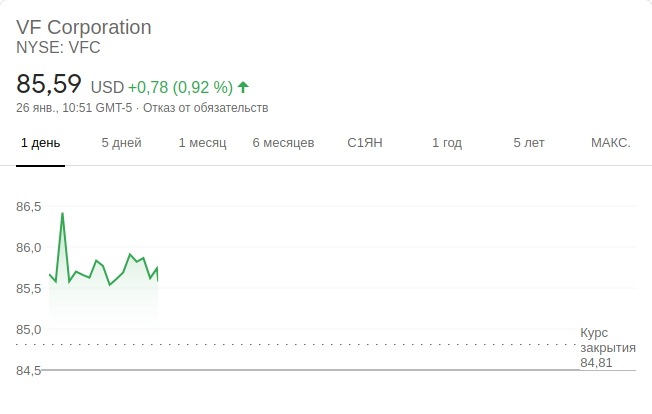 VF Corporation
NYSE: VFC
85,59 USD +0,78 (0,92 %)
26 янв., 10:51 GMT-5 · Отказ от обязательств
1 день 5 дней 1 месяц 6 месяцев С1ЯН 1 год 5 лет МАКС.
86,5
86,0
85,5
85,0
Курс
закрытия
84,81
84,5